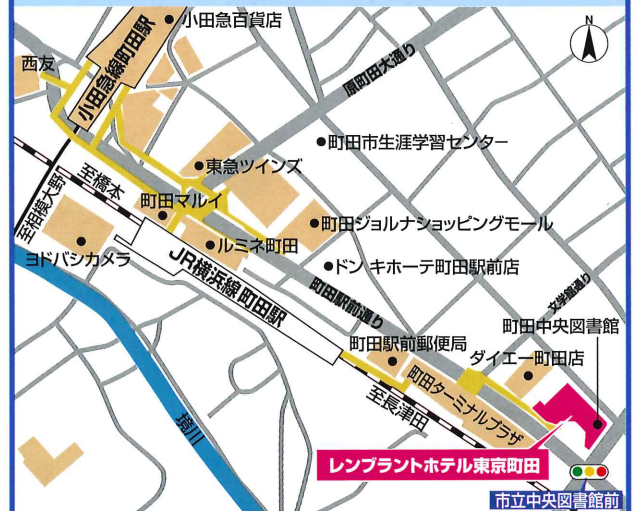 小田急百貨店
N
西友
小田急線町田駅
原町田大通り
町田市生涯学習センター
東急ツインズ
至橋本
町田マルイ
至相模大野
町田ジョルナショッピングモール
ルミネ町田
ヨドバシカメラ
JR横浜線 町田駅
ドン・キホーテ町田駅前店
町田駅前通り
文学館通り
町田中央図書館
町田駅前郵便局
ダイエー町田店
町田ターミナルプラザ
至長津田
境川
レンブラントホテル東京町田
市立中央図書館前